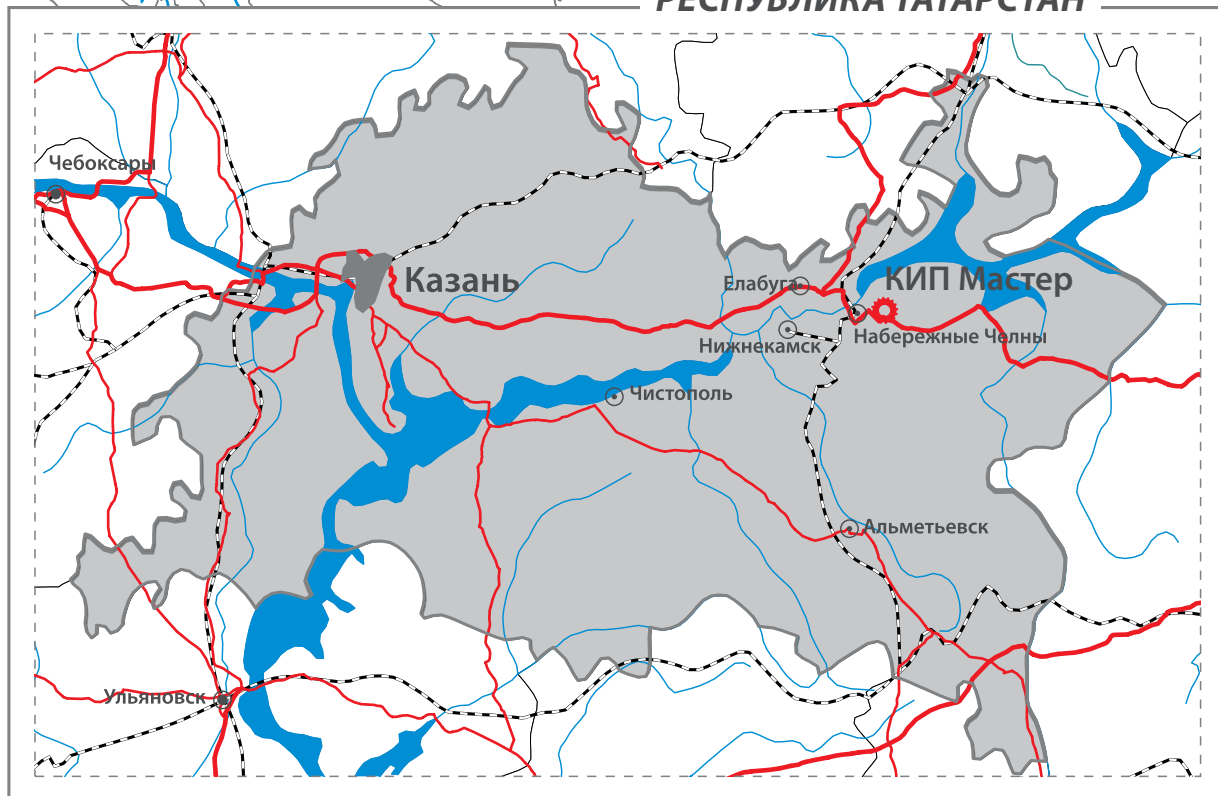 РЕСПУБЛИКА ТАТАРСТАН
Чебоксары
Казань
Елабуга
КИП Мастер
Нижнекамск
Набережные Челны
Чистополь
Альметьевск
Ульяновск